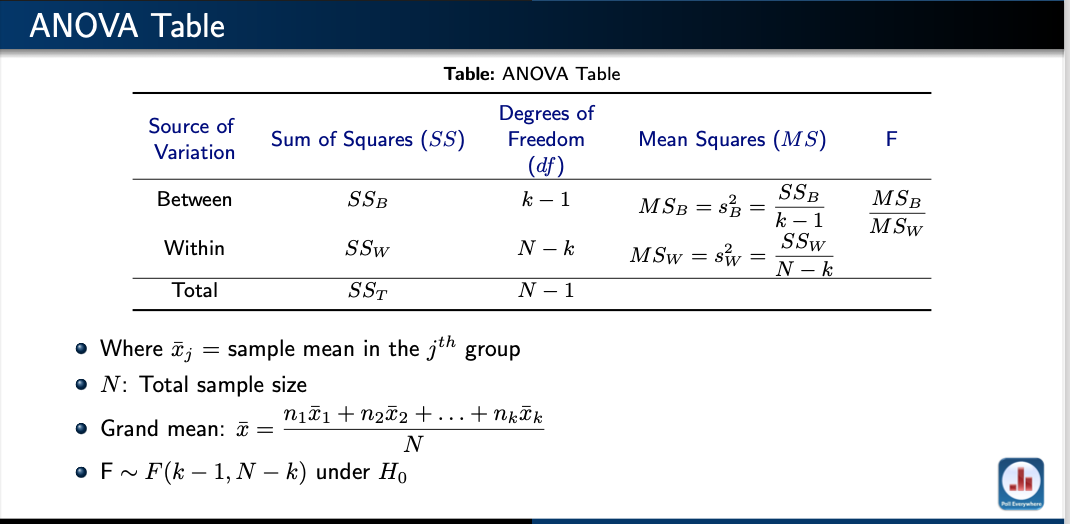 ANOVA Table
Table: ANOVA Table
Source of Variation | Sum of Squares (SS) | Degrees of Freedom (df) | Mean Squares (MS) | F
Between | SS_B | k − 1 | MS_B = s²_B = SS_B / (k − 1) | MS_B / MS_W
Within | SS_W | N − k | MS_W = s²_W = SS_W / (N − k)
Total | SS_T | N − 1
• Where x̄_j = sample mean in the j^th group
• N: Total sample size
• Grand mean: x̄ = (n₁x̄₁ + n₂x̄₂ + . . . + n_k x̄_k) / N
• F ∼ F(k − 1, N − k) under H₀
Poll Everywhere